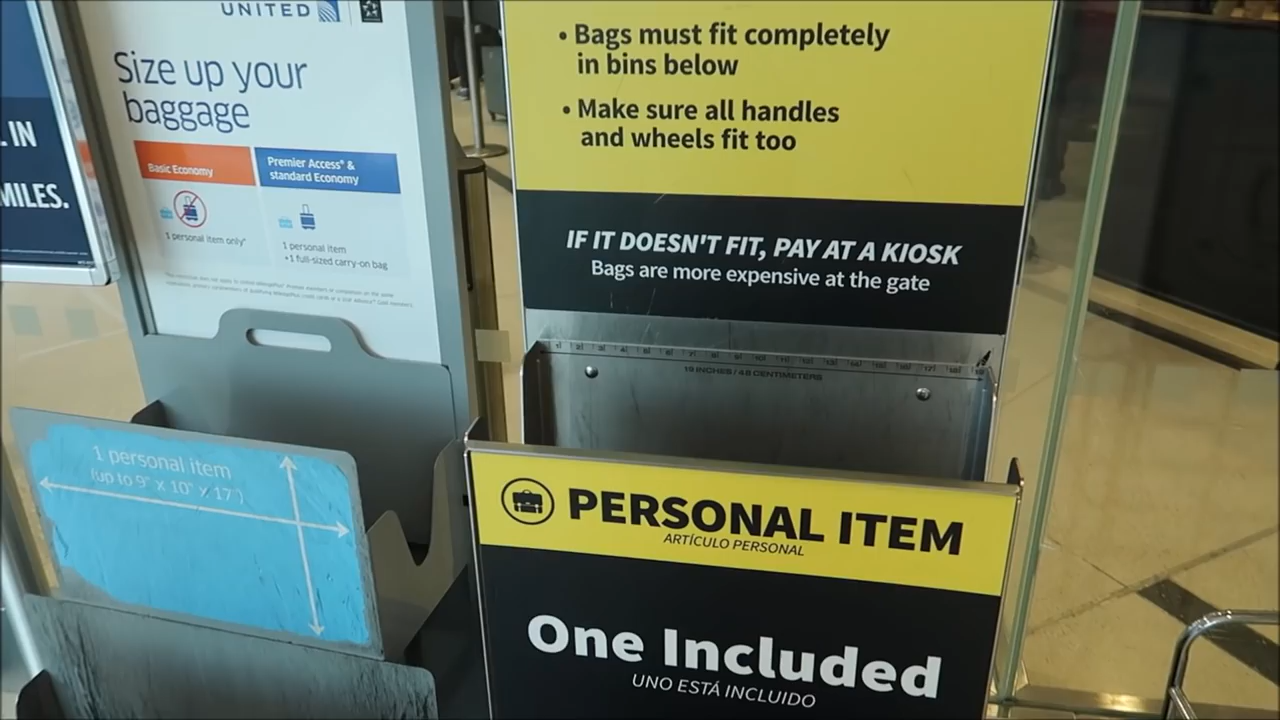 UNITED
Size up your
baggage
Basic Economy
Premier Access® &
standard Economy
1 personal item only*
1 personal item
+1 full-sized carry-on bag
L IN
MILES.
1 personal item
(up to 9" x 10" x 17")
• Bags must fit completely
in bins below
• Make sure all handles
and wheels fit too
IF IT DOESN'T FIT, PAY AT A KIOSK
Bags are more expensive at the gate
19 INCHES / 48 CENTIMETERS
PERSONAL ITEM
ARTÍCULO PERSONAL
One Included
UNO ESTÁ INCLUIDO